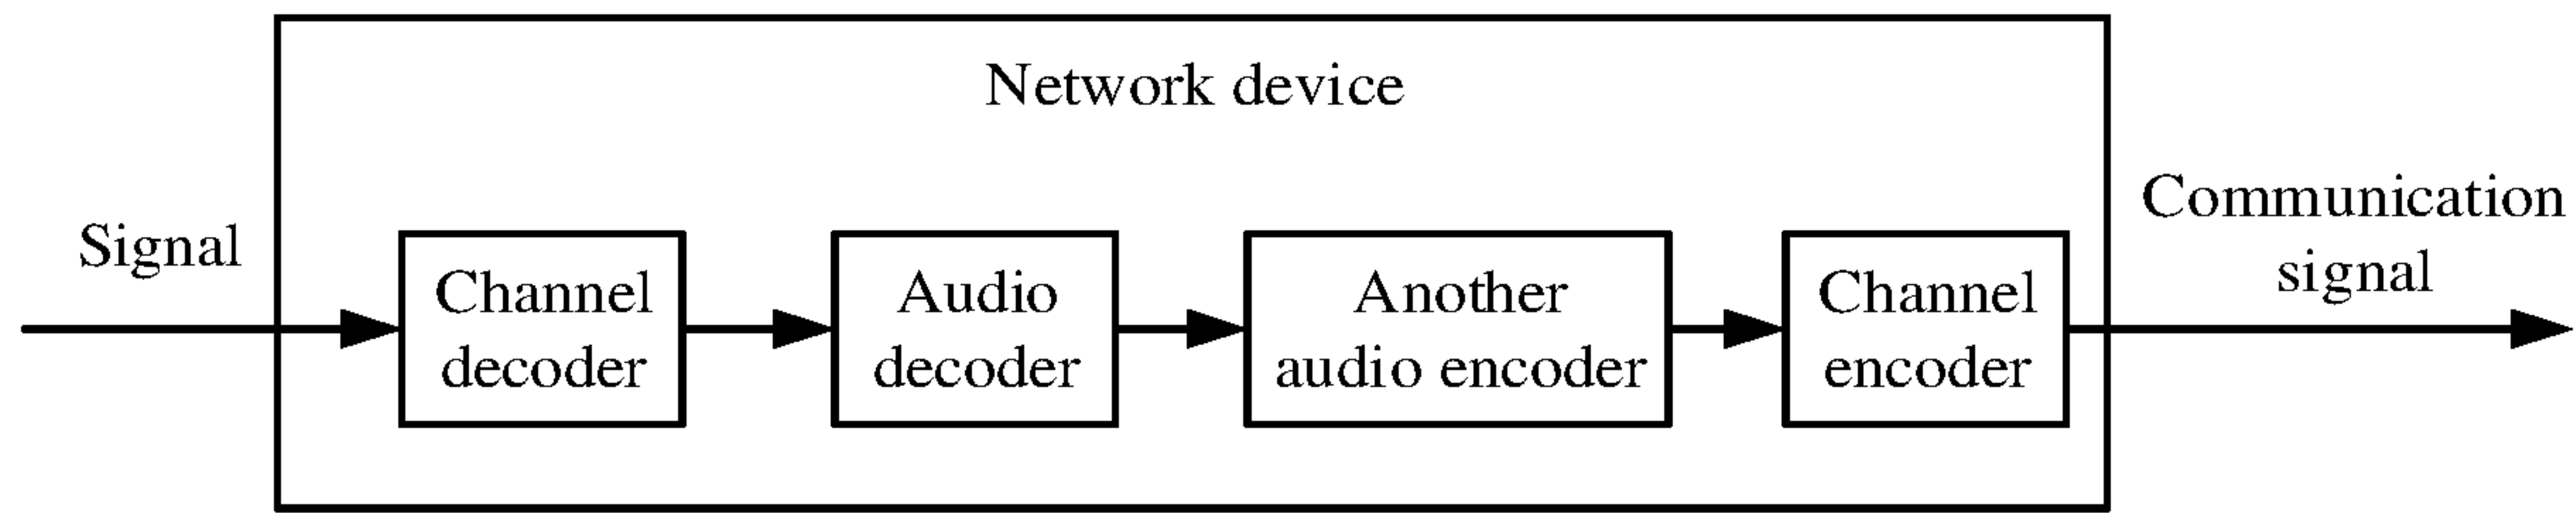 Network device
Signal
Channel
decoder
Audio
decoder
Another
audio encoder
Channel
encoder
Communication
signal